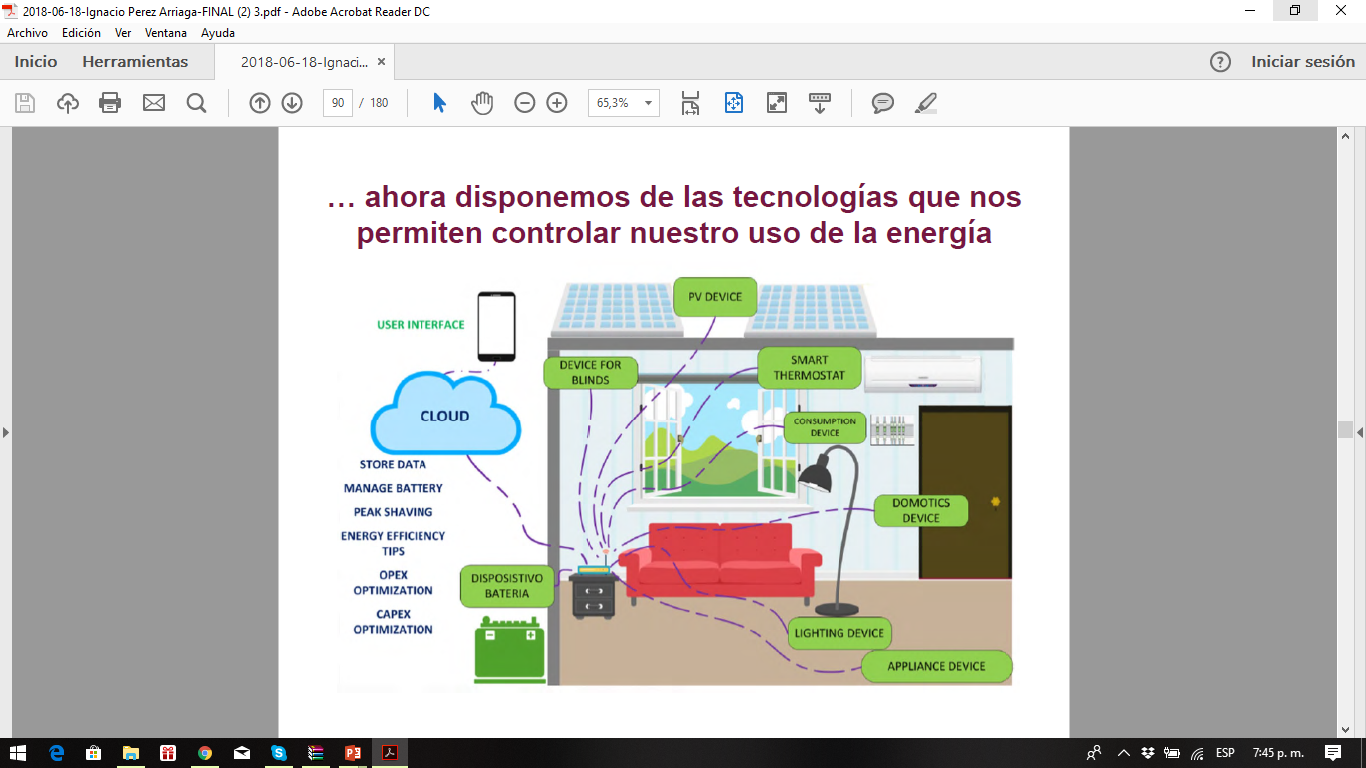 2018-06-18-Ignacio Perez Arriaga-FINAL (2) 3.pdf - Adobe Acrobat Reader DC
Archivo Edición Ver Ventana Ayuda
Inicio Herramientas 2018-06-18-Ignaci... × Iniciar sesión
90 / 180 65,3%
… ahora disponemos de las tecnologías que nos
permiten controlar nuestro uso de la energía
PV DEVICE
USER INTERFACE
DEVICE FOR
BLINDS
SMART
THERMOSTAT
CLOUD
CONSUMPTION
DEVICE
STORE DATA
MANAGE BATTERY
PEAK SHAVING
ENERGY EFFICIENCY
TIPS
OPEX
OPTIMIZATION
CAPEX
OPTIMIZATION
DOMOTICS
DEVICE
DISPOSISTIVO
BATERIA
LIGHTING DEVICE
APPLIANCE DEVICE
ESP 7:45 p. m.